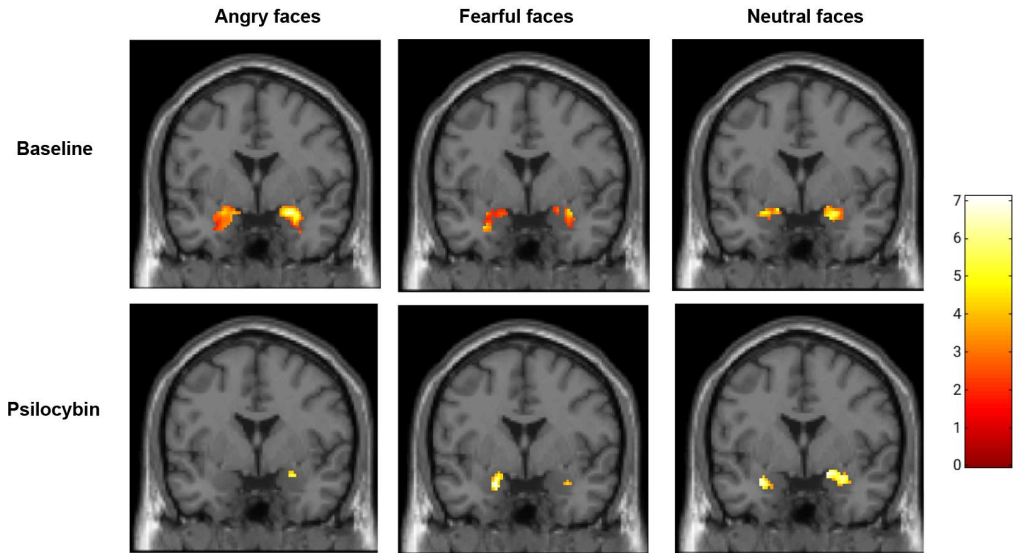 Angry faces
Fearful faces
Neutral faces
Baseline
Psilocybin
7
6
5
4
3
2
1
0